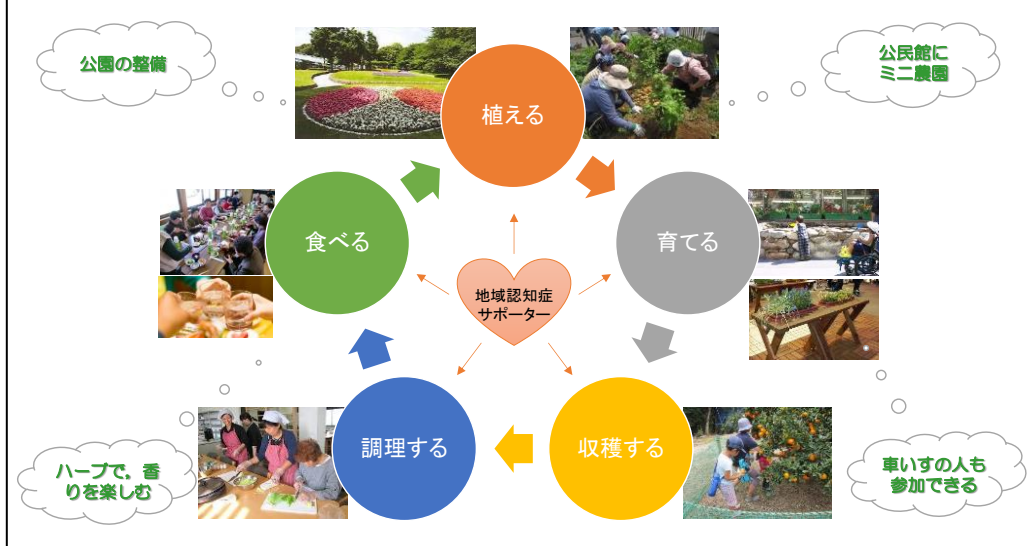 公園の整備
公民館に
ミニ農園
植える
食べる
育てる
地域認知症
サポーター
調理する
収穫する
ハーブで、香
りを楽しむ
車いすの人も
参加できる